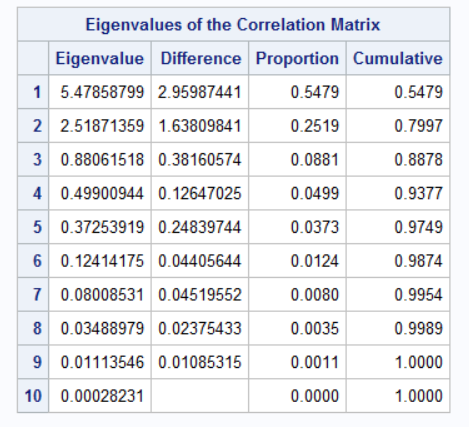 Eigenvalues of the Correlation Matrix
Eigenvalue Difference Proportion Cumulative
1 5.47858799 2.95987441 0.5479 0.5479
2 2.51871359 1.63809841 0.2519 0.7997
3 0.88061518 0.38160574 0.0881 0.8878
4 0.49900944 0.12647025 0.0499 0.9377
5 0.37253919 0.24839744 0.0373 0.9749
6 0.12414175 0.04405644 0.0124 0.9874
7 0.08008531 0.04519552 0.0080 0.9954
8 0.03488979 0.02375433 0.0035 0.9989
9 0.01113546 0.01085315 0.0011 1.0000
10 0.00028231 0.0000 1.0000